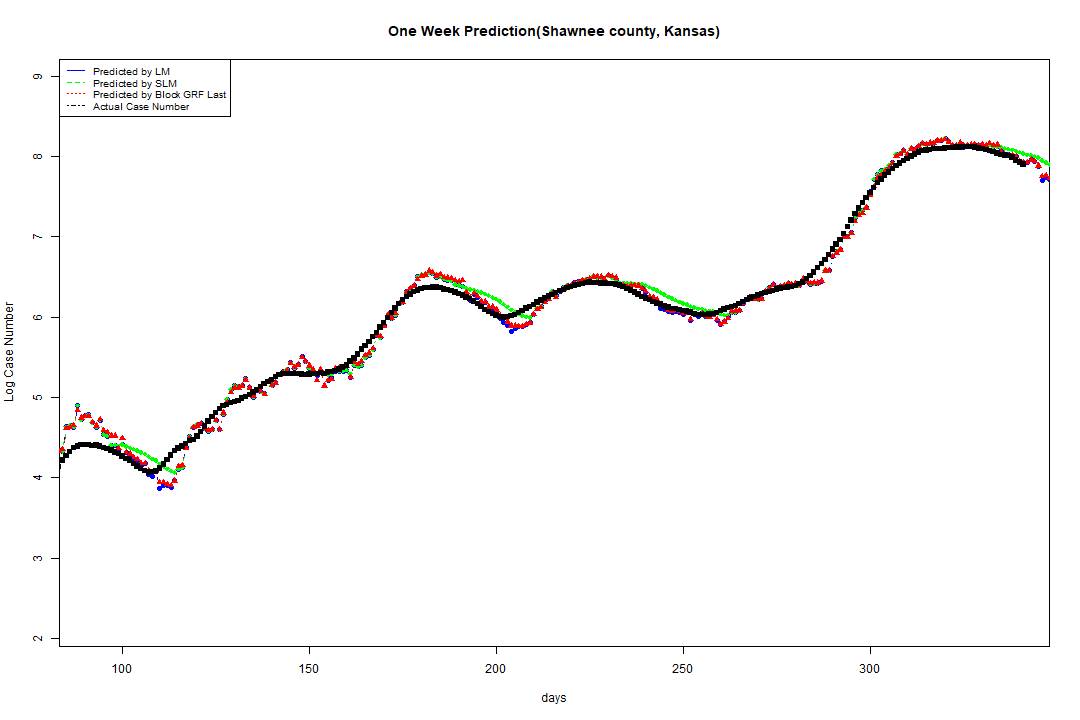 One Week Prediction(Shawnee county, Kansas)
Predicted by LM
Predicted by SLM
Predicted by Block GRF Last
Actual Case Number
9
8
7
6
5
4
3
2
Log Case Number
100 150 200 250 300
days